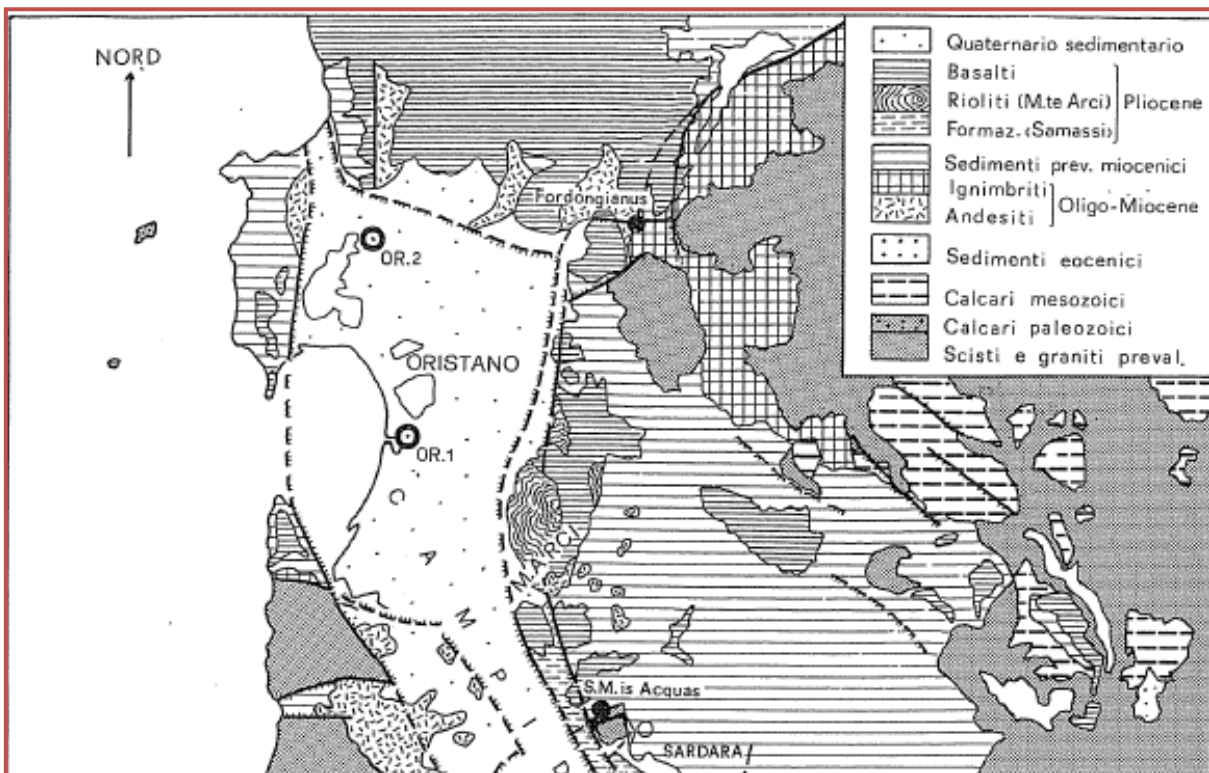 NORD
Quaternario sedimentario
Basalti
Rioliti (M.te Arci)
Pliocene
Formaz. ‹Samassi›
Sedimenti prev. miocenici
Ignimbriti
Oligo-Miocene
Andesiti
Sedimenti eocenici
Calcari mesozoici
Calcari paleozoici
Scisti e graniti preval.
Fordongianus
OR.2
ORISTANO
OR.1
M.ARCI
CAMPID
S.M. is Acquas
SARDARA